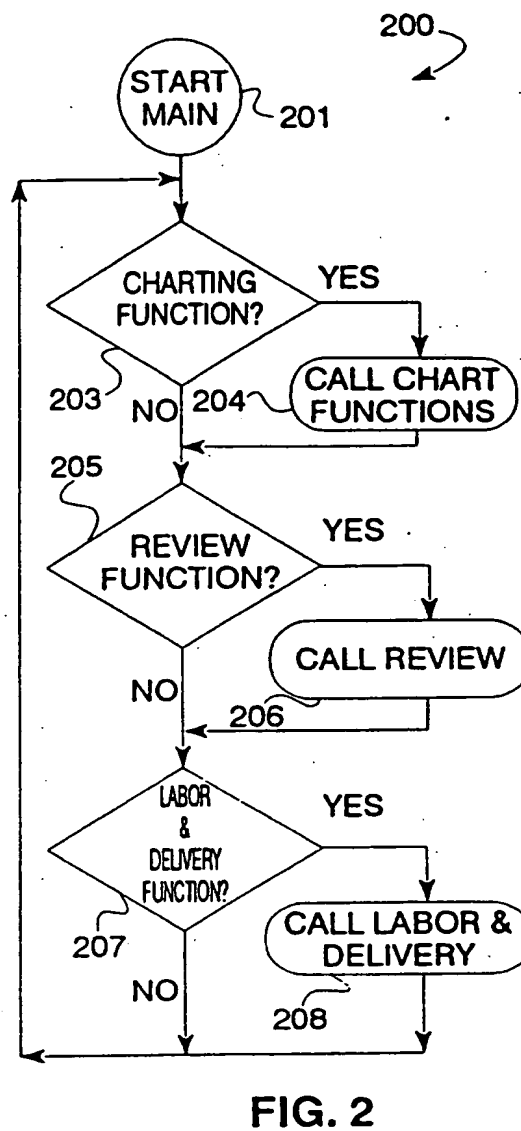 200
START
MAIN
201
CHARTING
FUNCTION?
YES
203
NO
204
CALL CHART
FUNCTIONS
205
REVIEW
FUNCTION?
YES
CALL REVIEW
NO
206
LABOR
&
DELIVERY
FUNCTION?
YES
207
CALL LABOR &
DELIVERY
NO
208
FIG. 2